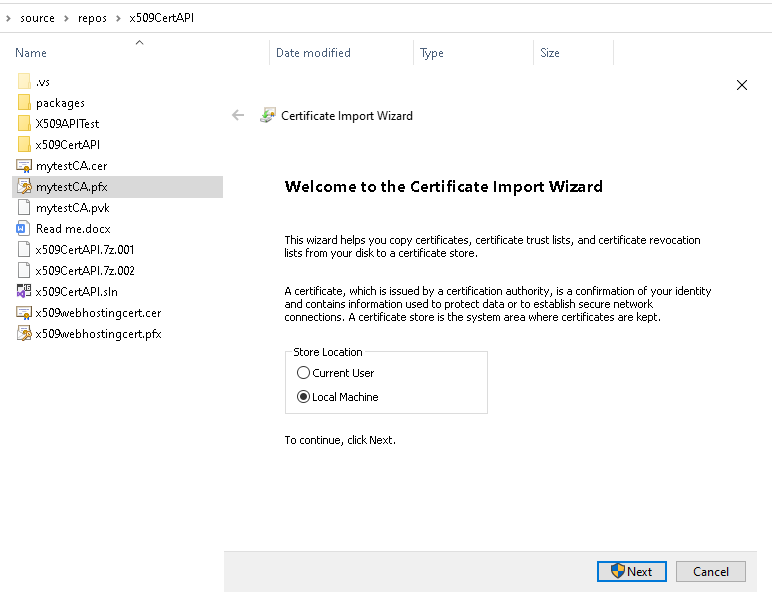 source > repos > x509CertAPI
Name Date modified Type Size
.vs
packages
X509APITest
x509CertAPI
mytestCA.cer
mytestCA.pfx
mytestCA.pvk
Read me.docx
x509CertAPI.7z.001
x509CertAPI.7z.002
x509CertAPI.sln
x509webhostingcert.cer
x509webhostingcert.pfx
Certificate Import Wizard
Welcome to the Certificate Import Wizard
This wizard helps you copy certificates, certificate trust lists, and certificate revocation
lists from your disk to a certificate store.
A certificate, which is issued by a certification authority, is a confirmation of your identity
and contains information used to protect data or to establish secure network
connections. A certificate store is the system area where certificates are kept.
Store Location
Current User
Local Machine
To continue, click Next.
Next
Cancel